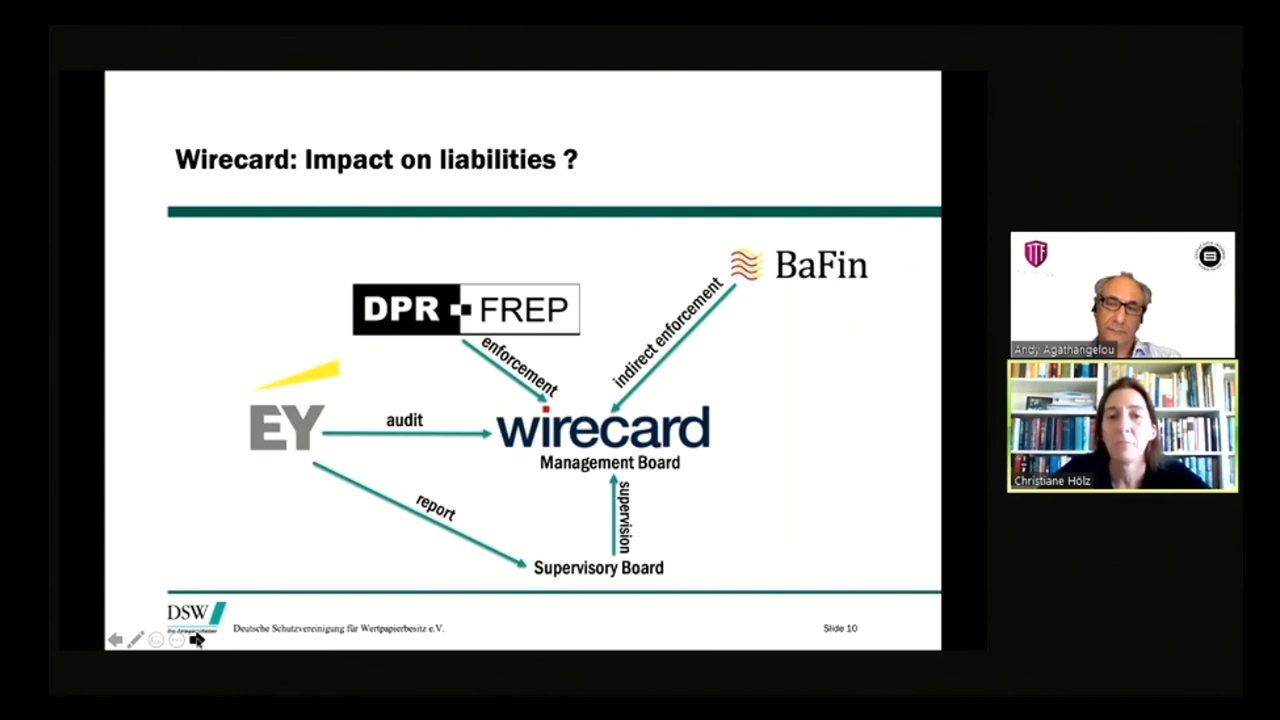 Wirecard: Impact on liabilities ?
BaFin
DPR FREP
indirect enforcement
enforcement
EY
audit
wirecard
Management Board
report
supervision
Supervisory Board
DSW
Deutsche Schutzvereinigung für Wertpapierbesitz e.V.
Slide 10
TTF
Andy Agathangelou
Christiane Hölz